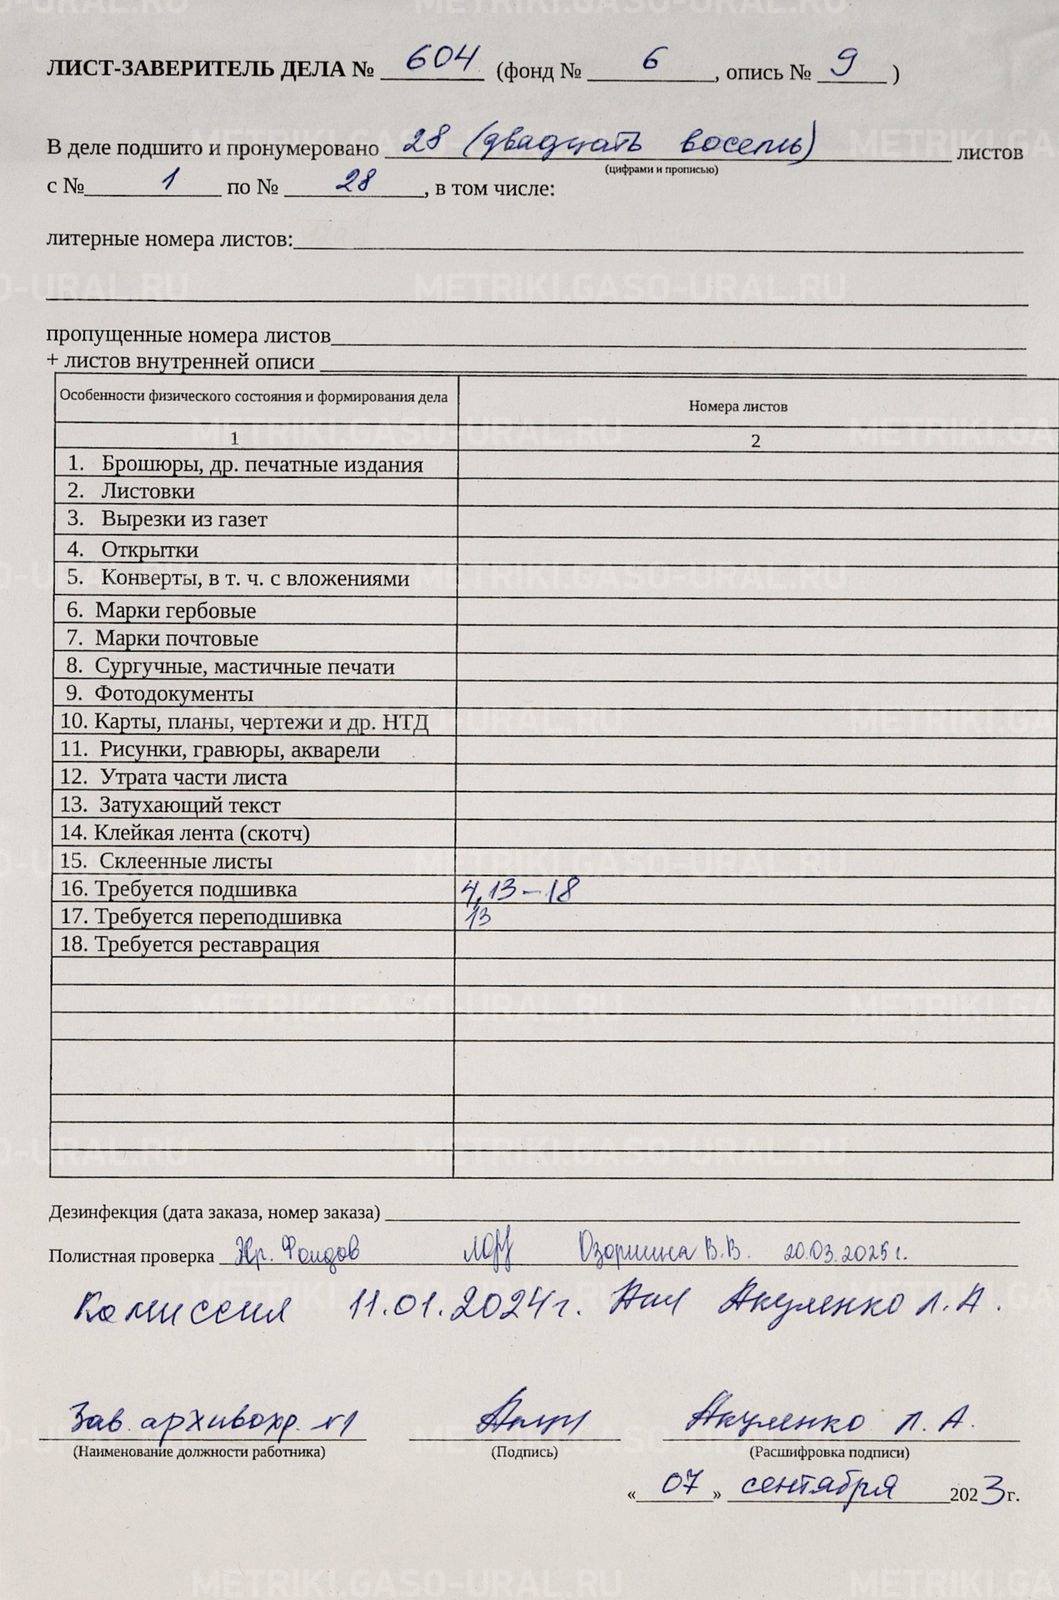 ЛИСТ-ЗАВЕРИТЕЛЬ ДЕЛА № 604 (фонд № 6, опись № 9)
В деле подшито и пронумеровано 28 (двадцать восемь) листов
(цифрами и прописью)
с № 1 по № 28, в том числе:
литерные номера листов:
пропущенные номера листов
+ листов внутренней описи
Особенности физического состояния и формирования дела Номера листов
1 2
1. Брошюры, др. печатные издания
2. Листовки
3. Вырезки из газет
4. Открытки
5. Конверты, в т. ч. с вложениями
6. Марки гербовые
7. Марки почтовые
8. Сургучные, мастичные печати
9. Фотодокументы
10. Карты, планы, чертежи и др. НТД
11. Рисунки, гравюры, акварели
12. Утрата части листа
13. Затухающий текст
14. Клейкая лента (скотч)
15. Склеенные листы
16. Требуется подшивка 4, 13-18
17. Требуется переподшивка 13
18. Требуется реставрация
Дезинфекция (дата заказа, номер заказа)
Полистная проверка Хр. Фондов В.В. 20.03.2025 г.
Комиссия 11.01.2024 г. Акуленко Л.А.
Зав. архивохр. №1 Акуленко Л.А.
(Наименование должности работника) (Подпись) (Расшифровка подписи)
«07» сентября 2023 г.
METRIKI.GASO-URAL.RU